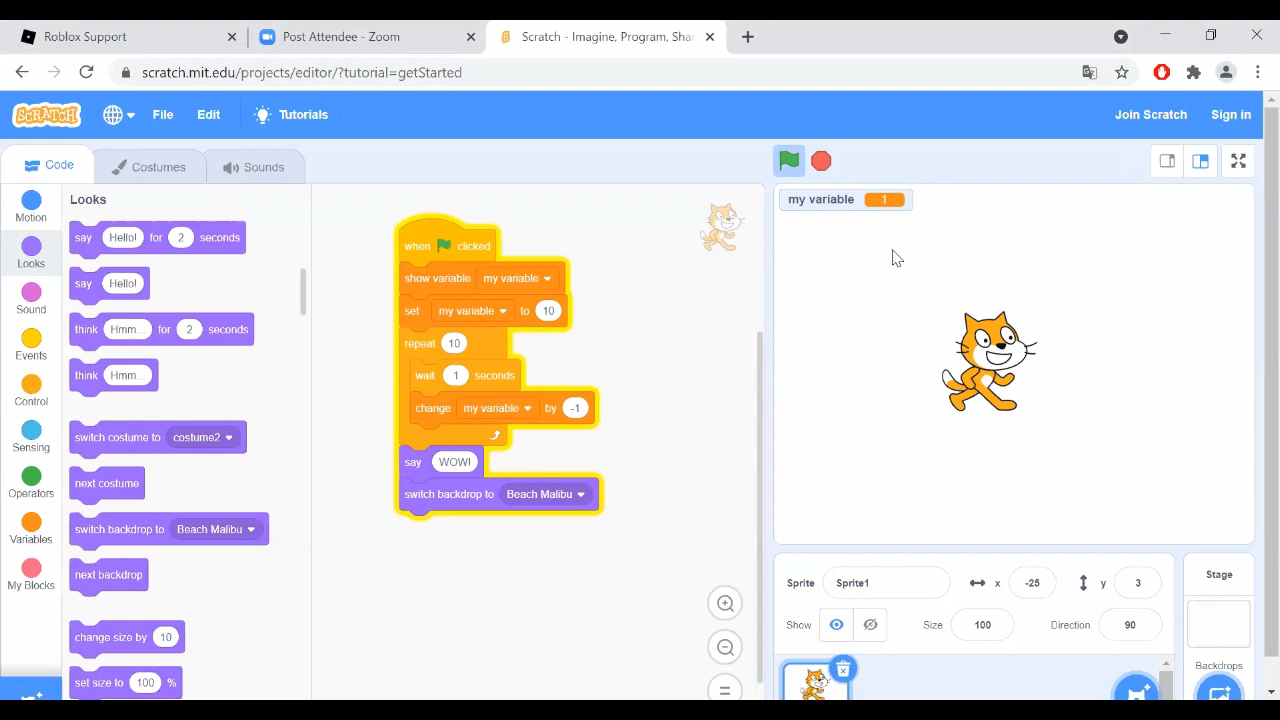 Roblox Support
Post Attendee - Zoom
Scratch - Imagine, Program, Sha
scratch.mit.edu/projects/editor/?tutorial=getStarted
SCRATCH
File
Edit
Tutorials
Join Scratch
Sign in
Code
Costumes
Sounds
Motion
Looks
Sound
Events
Control
Sensing
Operators
Variables
My Blocks
Looks
say Hello! for 2 seconds
say Hello!
think Hmm... for 2 seconds
think Hmm...
switch costume to costume2
next costume
switch backdrop to Beach Malibu
next backdrop
change size by 10
set size to 100 %
when clicked
show variable my variable
set my variable to 10
repeat 10
wait 1 seconds
change my variable by -1
say WOW!
switch backdrop to Beach Malibu
my variable 1
Sprite Sprite1 x -25 y 3
Show Size 100 Direction 90
Stage
Backdrops